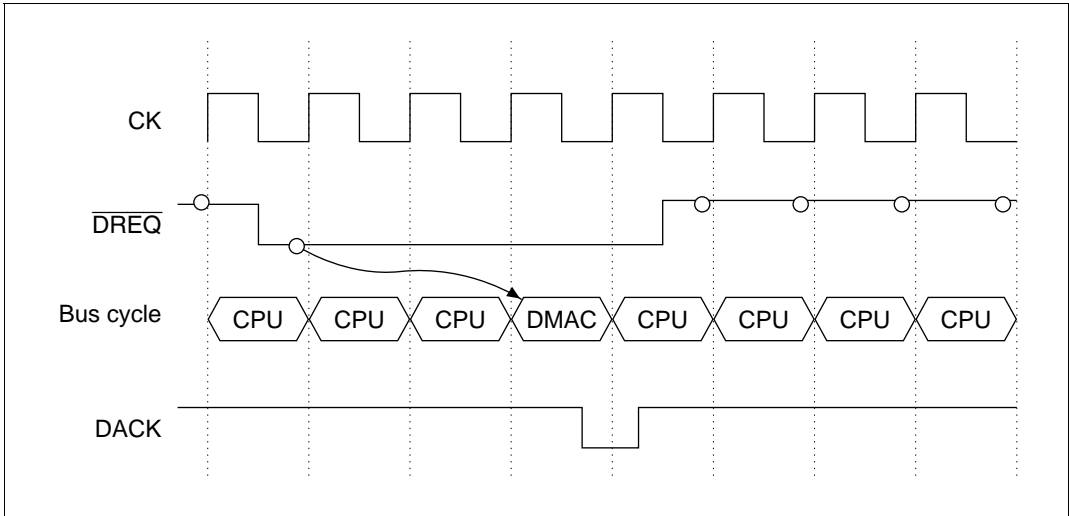 CK
DREQ
Bus cycle
CPU CPU CPU DMAC CPU CPU CPU CPU
DACK